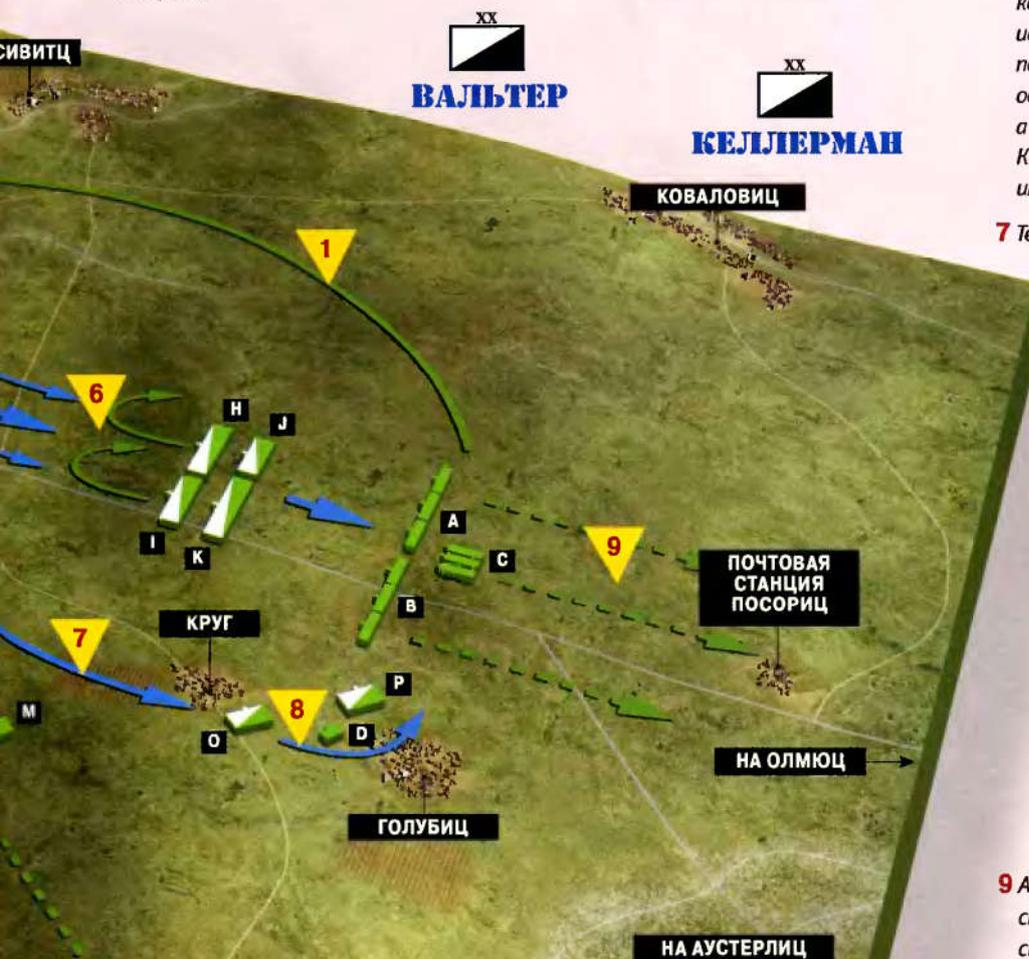 XX
ВАЛЬТЕР
XX
КЕЛЛЕРМАН
СИВИТЦ
КОВАЛОВИЦ
7
1
6
H
J
I
K
A
C
B
9
ПОЧТОВАЯ
СТАНЦИЯ
ПОСОРИЦ
КРУГ
7
8
P
O
D
M
ГОЛУБИЦ
НА ОЛМЮЦ
9
НА АУСТЕРЛИЦ